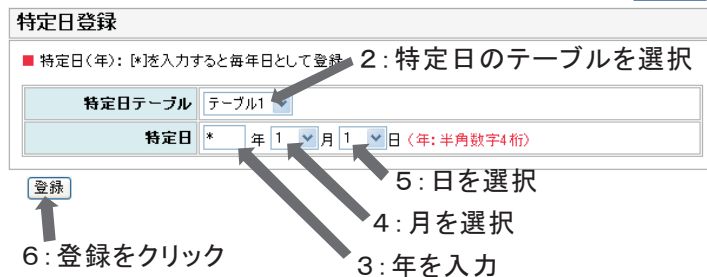 特定日登録
■ 特定日(年): [*]を入力すると毎年日として登録
2:特定日のテーブルを選択
特定日テーブル テーブル1
特定日 * 年 1 月 1 日 (年:半角数字4桁)
登録
5:日を選択
4:月を選択
6:登録をクリック
3:年を入力